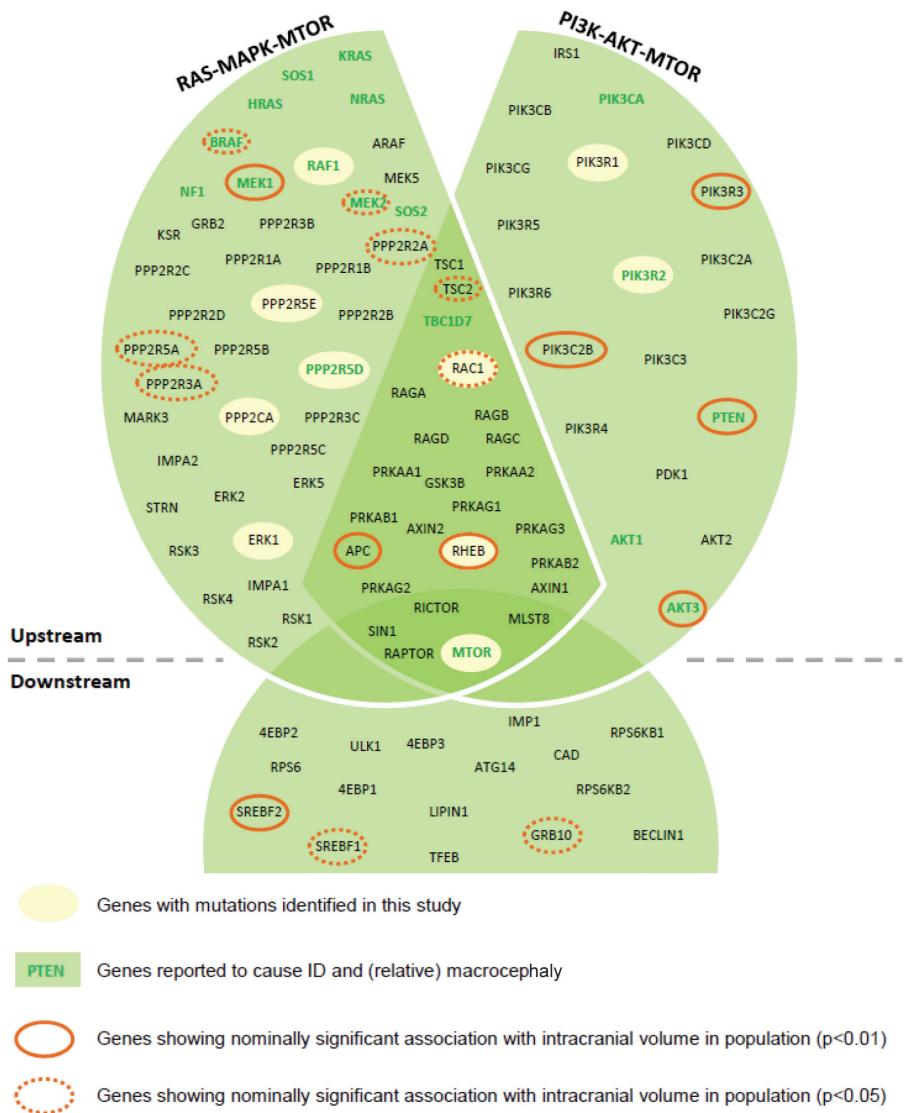 RAS-MAPK-MTOR
PI3K-AKT-MTOR
KRAS
SOS1
HRAS
NRAS
BRAF
ARAF
RAF1
MEK1
MEK5
NF1
MEK2
SOS2
GRB2
PPP2R3B
KSR
PPP2R2A
PPP2R1A
PPP2R1B
PPP2R2C
TSC1
TSC2
PPP2R5E
PPP2R2D
PPP2R2B
TBC1D7
PPP2R5A
PPP2R5B
PPP2R5D
RAC1
PPP2R3A
RAGA
MARK3
PPP2CA
PPP2R3C
RAGB
RAGD
RAGC
PPP2R5C
IMPA2
PRKAA1
PRKAA2
GSK3B
ERK5
ERK2
STRN
PRKAG1
PRKAB1
AXIN2
PRKAG3
ERK1
RSK3
APC
RHEB
PRKAB2
IMPA1
PRKAG2
AXIN1
RSK4
RICTOR
RSK1
MLST8
SIN1
RSK2
RAPTOR
MTOR
IRS1
PIK3CB
PIK3CA
PIK3CD
PIK3CG
PIK3R1
PIK3R3
PIK3R5
PIK3C2A
PIK3R2
PIK3R6
PIK3C2G
PIK3C2B
PIK3C3
PTEN
PIK3R4
PDK1
AKT1
AKT2
AKT3
Upstream
Downstream
4EBP2
ULK1
4EBP3
IMP1
RPS6KB1
RPS6
ATG14
CAD
4EBP1
RPS6KB2
SREBF2
LIPIN1
SREBF1
GRB10
BECLIN1
TFEB
Genes with mutations identified in this study
PTEN
Genes reported to cause ID and (relative) macrocephaly
Genes showing nominally significant association with intracranial volume in population (p<0.01)
Genes showing nominally significant association with intracranial volume in population (p<0.05)